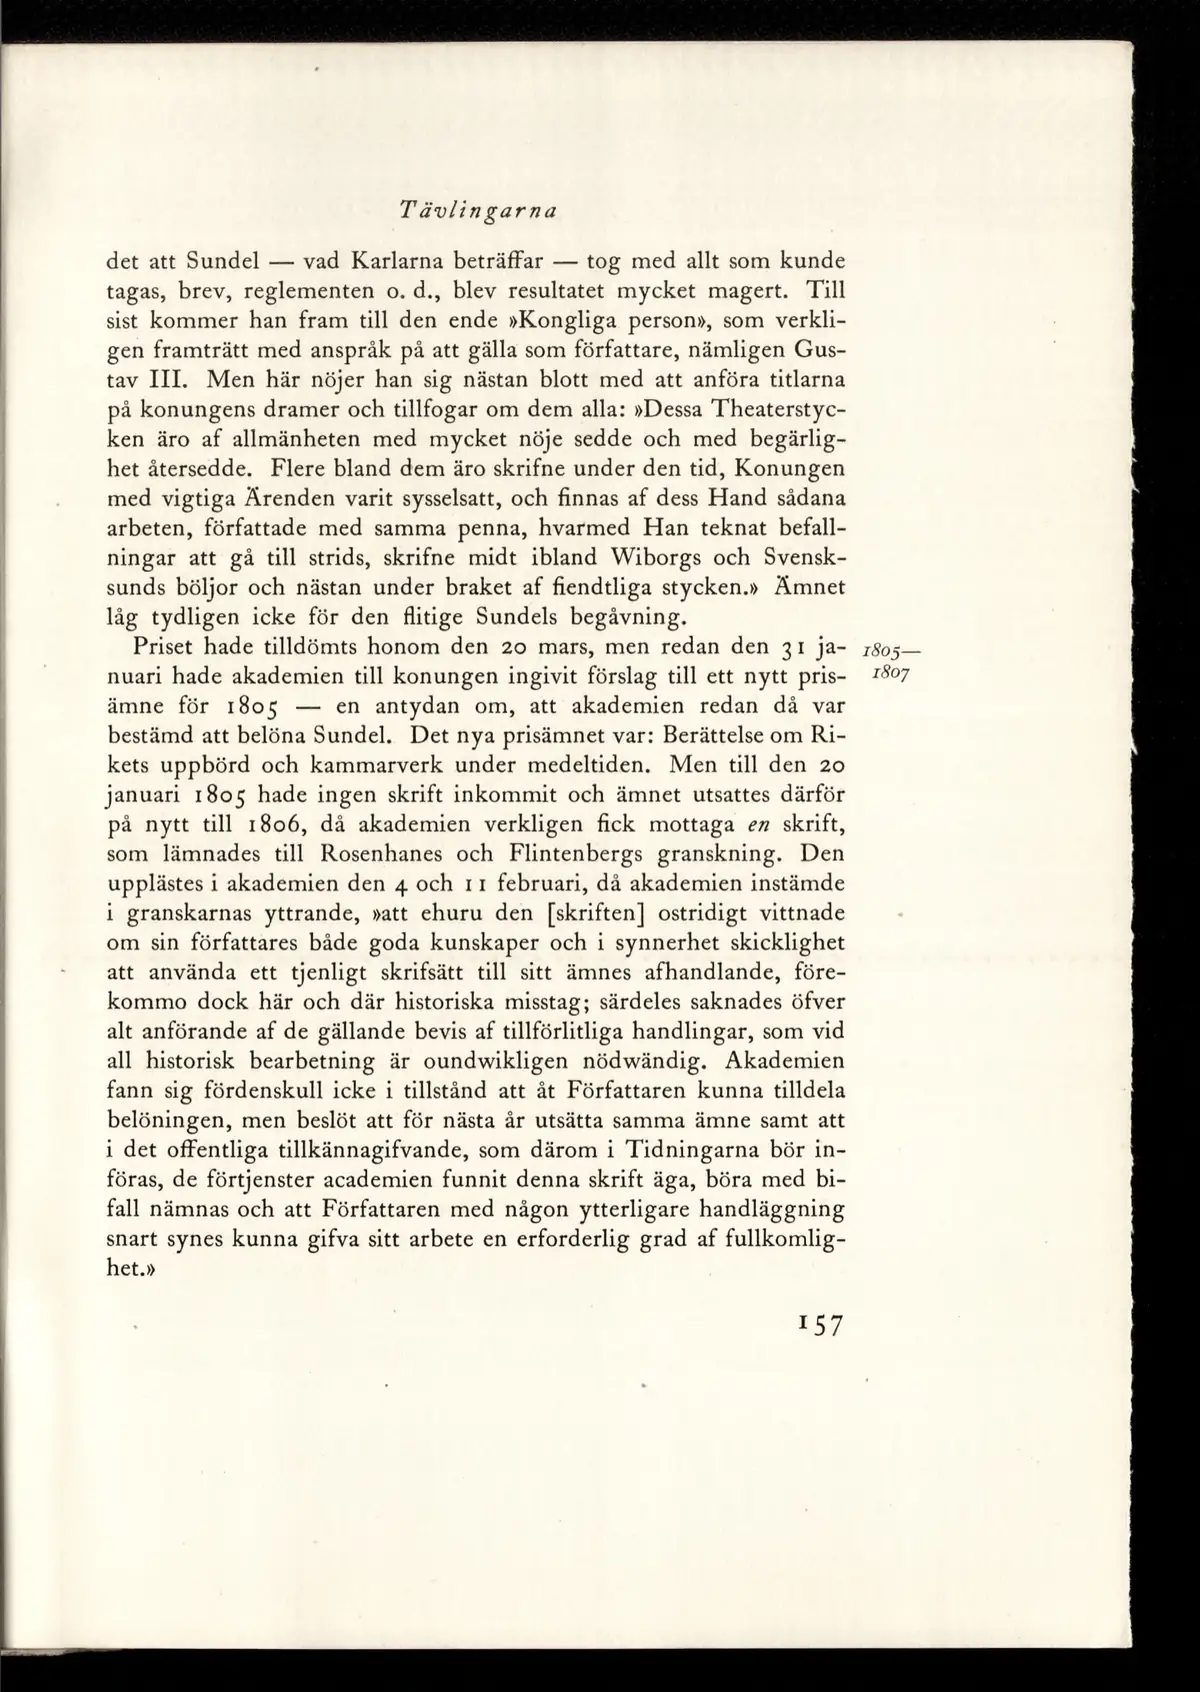 Tävlingarna
det att Sundel — vad Karlarna beträffar — tog med allt som kunde
tagas, brev, reglementen o. d., blev resultatet mycket magert. Till
sist kommer han fram till den ende »Kongliga person», som verkli-
gen framträtt med anspråk på att gälla som författare, nämligen Gus-
tav III. Men här nöjer han sig nästan blott med att anföra titlarna
på konungens dramer och tillfogar om dem alla: »Dessa Theaterstyc-
ken äro af allmänheten med mycket nöje sedde och med begärlig-
het återsedde. Flere bland dem äro skrifne under den tid, Konungen
med vigtiga Ärenden varit sysselsatt, och finnas af dess Hand sådana
arbeten, författade med samma penna, hvarmed Han teknat befall-
ningar att gå till strids, skrifne midt ibland Wiborgs och Svensk-
sunds böljor och nästan under braket af fiendtliga stycken.» Ämnet
låg tydligen icke för den flitige Sundels begåvning.
Priset hade tilldömts honom den 20 mars, men redan den 31 ja-
1805—
nuari hade akademien till konungen ingivit förslag till ett nytt pris-
1807
ämne för 1805 — en antydan om, att akademien redan då var
bestämd att belöna Sundel. Det nya prisämnet var: Berättelse om Ri-
kets uppbörd och kammarverk under medeltiden. Men till den 20
januari 1805 hade ingen skrift inkommit och ämnet utsattes därför
på nytt till 1806, då akademien verkligen fick mottaga en skrift,
som lämnades till Rosenhanes och Flintenbergs granskning. Den
upplästes i akademien den 4 och 11 februari, då akademien instämde
i granskarnas yttrande, »att ehuru den [skriften] ostridigt vittnade
om sin författares både goda kunskaper och i synnerhet skicklighet
att använda ett tjenligt skrifsätt till sitt ämnes afhandlande, före-
kommo dock här och där historiska misstag; särdeles saknades öfver
alt anförande af de gällande bevis af tillförlitliga handlingar, som vid
all historisk bearbetning är oundwikligen nödwändig. Akademien
fann sig fördenskull icke i tillstånd att åt Författaren kunna tilldela
belöningen, men beslöt att för nästa år utsätta samma ämne samt att
i det offentliga tillkännagifvande, som därom i Tidningarna bör in-
föras, de förtjenster academien funnit denna skrift äga, böra med bi-
fall nämnas och att Författaren med någon ytterligare handläggning
snart synes kunna gifva sitt arbete en erforderlig grad af fullkomlig-
het.»
157